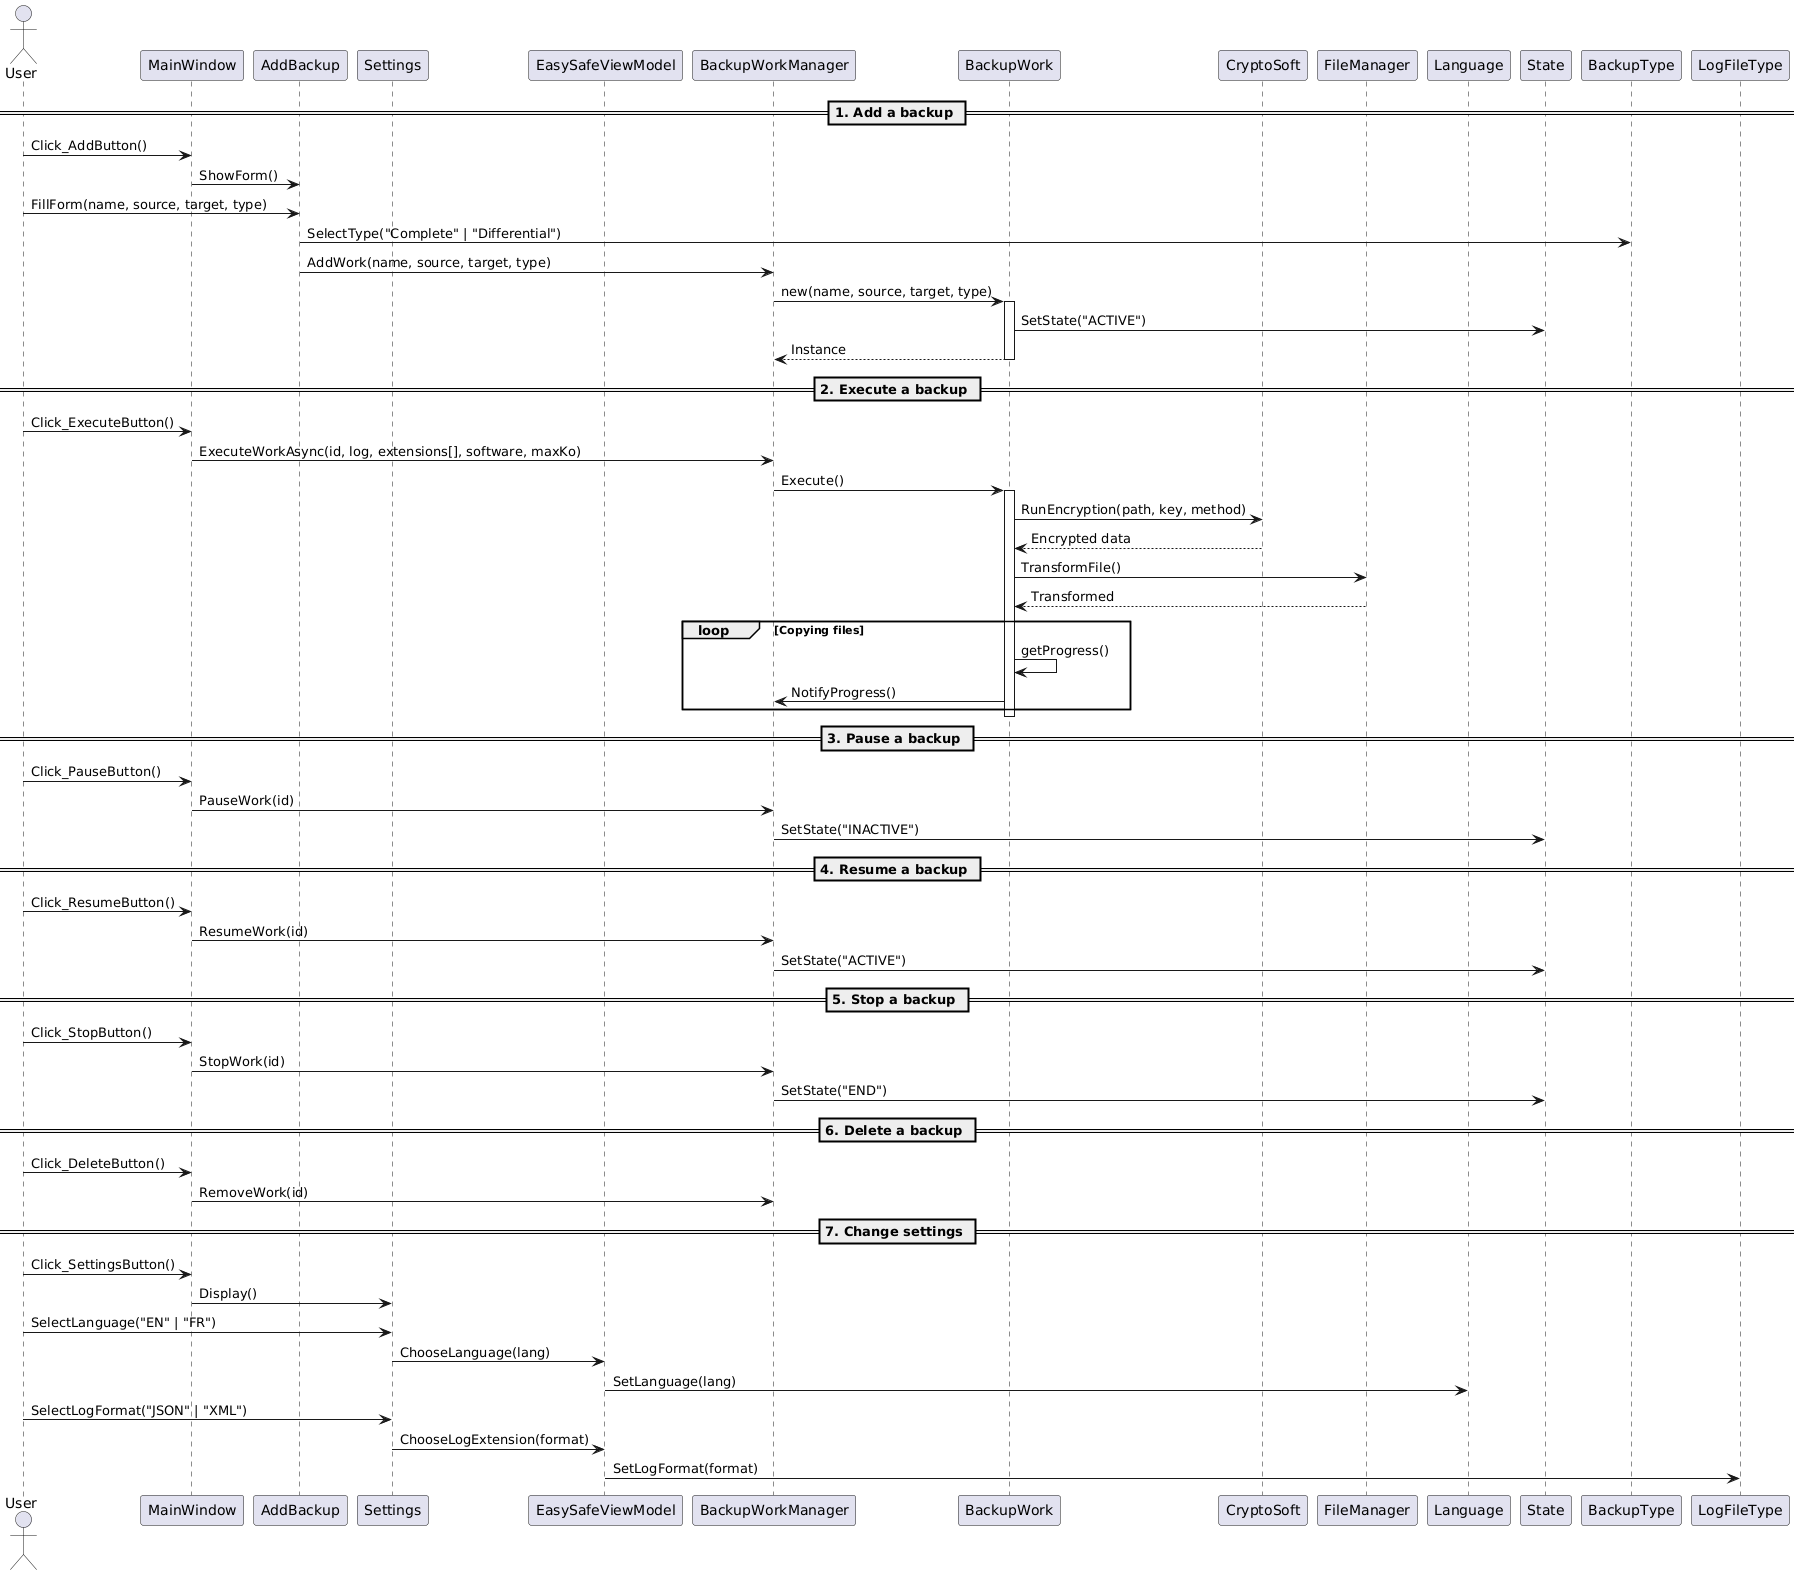 User
MainWindow
AddBackup
Settings
EasySafeViewModel
BackupWorkManager
BackupWork
CryptoSoft
FileManager
Language
State
BackupType
LogFileType
1. Add a backup
Click_AddButton()
ShowForm()
FillForm(name, source, target, type)
SelectType("Complete" | "Differential")
AddWork(name, source, target, type)
new(name, source, target, type)
SetState("ACTIVE")
Instance
2. Execute a backup
Click_ExecuteButton()
ExecuteWorkAsync(id, log, extensions[], software, maxKo)
Execute()
RunEncryption(path, key, method)
Encrypted data
TransformFile()
Transformed
loop [Copying files]
getProgress()
NotifyProgress()
3. Pause a backup
Click_PauseButton()
PauseWork(id)
SetState("INACTIVE")
4. Resume a backup
Click_ResumeButton()
ResumeWork(id)
SetState("ACTIVE")
5. Stop a backup
Click_StopButton()
StopWork(id)
SetState("END")
6. Delete a backup
Click_DeleteButton()
RemoveWork(id)
7. Change settings
Click_SettingsButton()
Display()
SelectLanguage("EN" | "FR")
ChooseLanguage(lang)
SetLanguage(lang)
SelectLogFormat("JSON" | "XML")
ChooseLogExtension(format)
SetLogFormat(format)
User
MainWindow
AddBackup
Settings
EasySafeViewModel
BackupWorkManager
BackupWork
CryptoSoft
FileManager
Language
State
BackupType
LogFileType